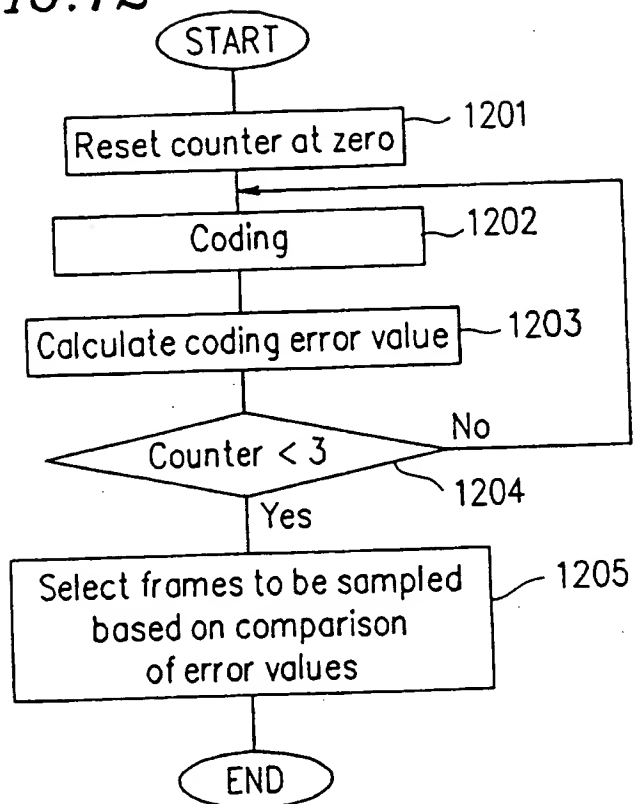 START
Reset counter at zero
1201
Coding
1202
Calculate coding error value
1203
Counter < 3
No
1204
Yes
Select frames to be sampled
based on comparison
of error values
1205
END